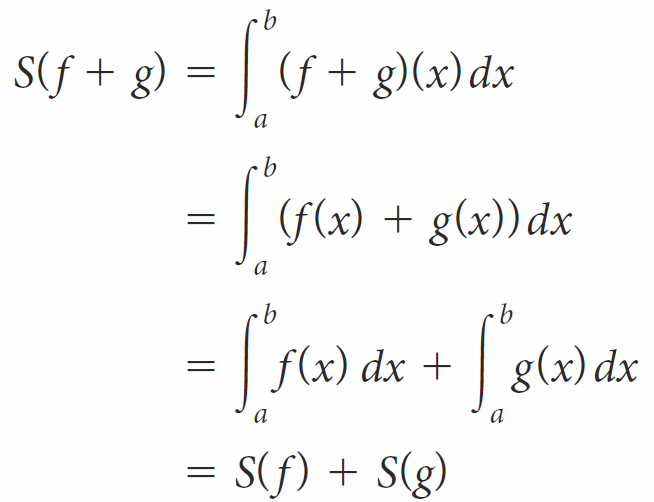 S(f + g) = ∫_a^b (f + g)(x) dx
= ∫_a^b (f(x) + g(x)) dx
= ∫_a^b f(x) dx + ∫_a^b g(x) dx
= S(f) + S(g)